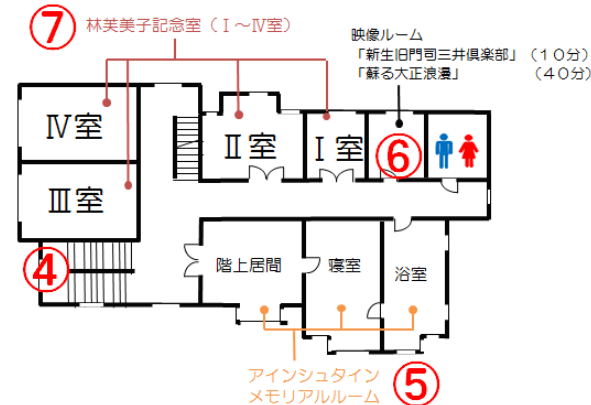 ⑦ 林芙美子記念室（Ⅰ～Ⅳ室）
映像ルーム
「新生旧門司三井倶楽部」（１０分）
「蘇る大正浪漫」（４０分）
Ⅳ室
Ⅱ室
Ⅰ室
⑥
Ⅲ室
④
階上居間
寝室
浴室
アインシュタイン
メモリアルルーム
⑤